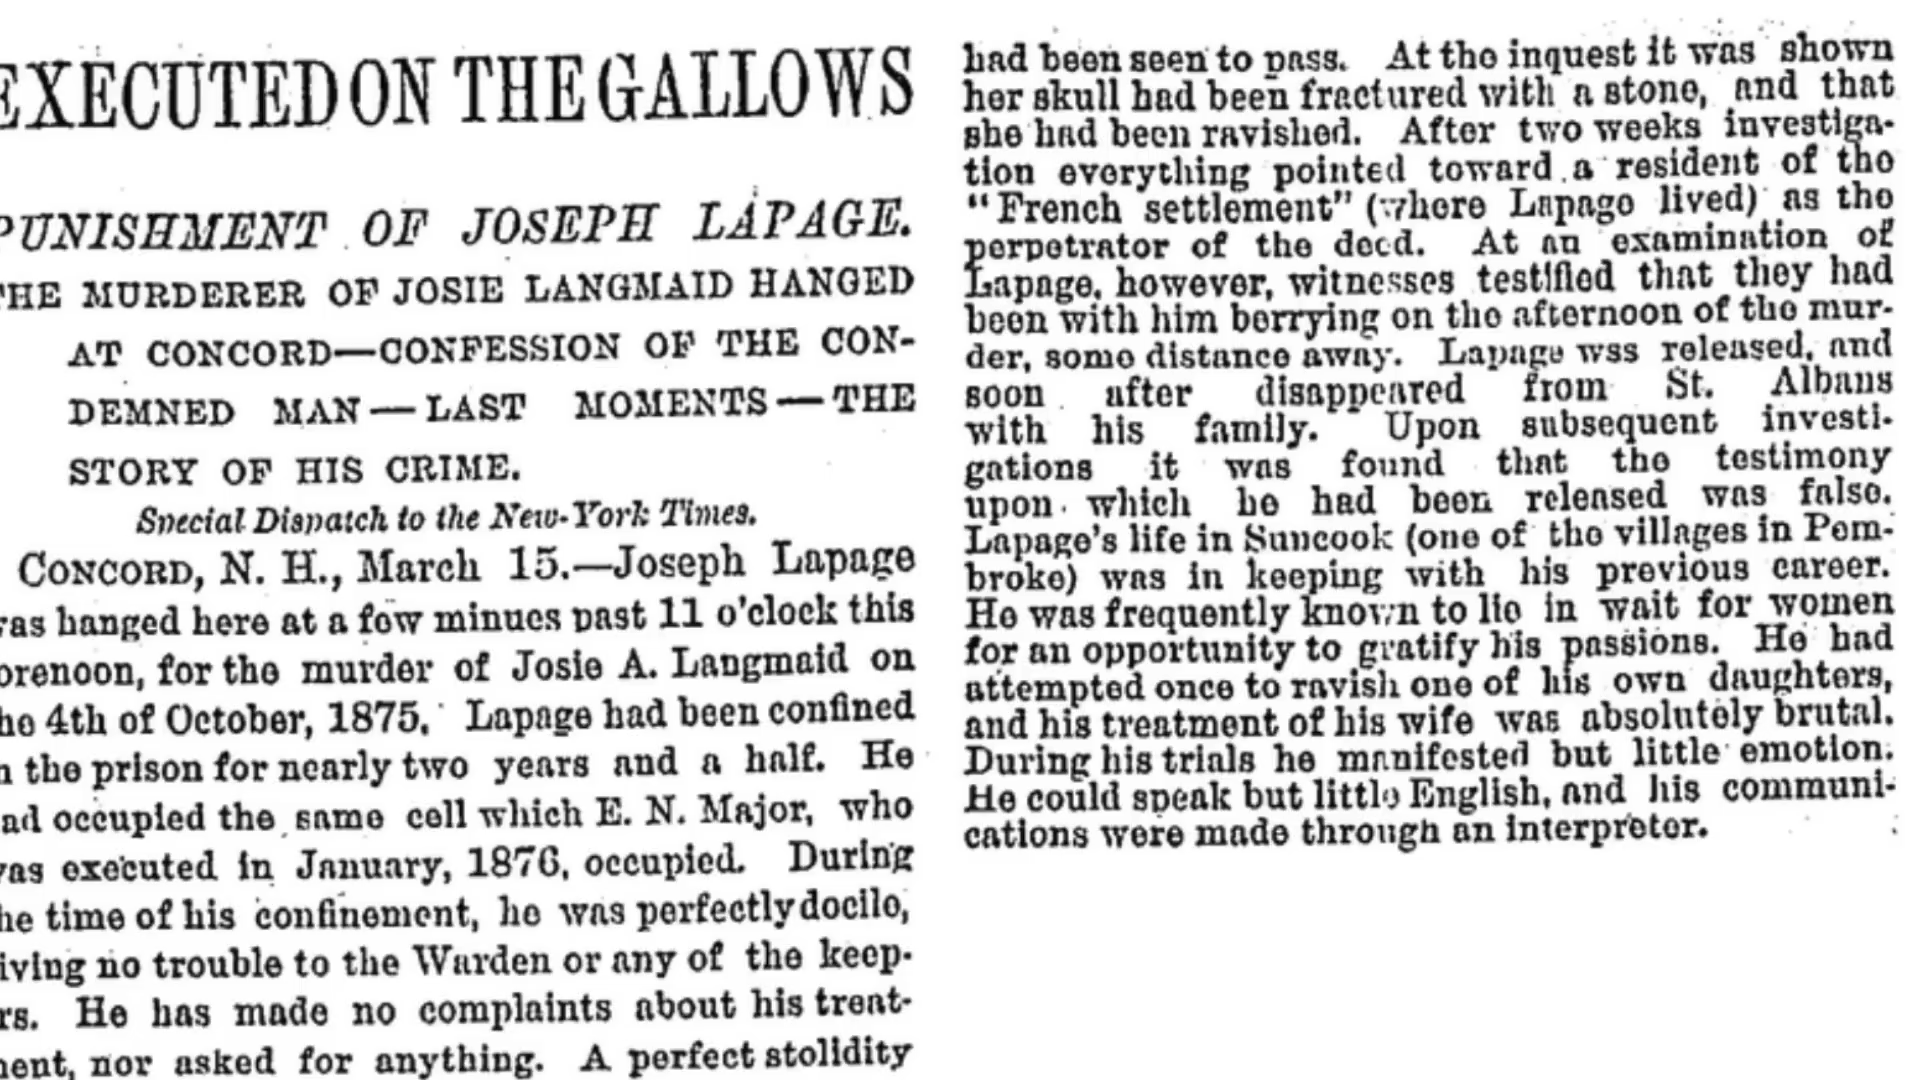 EXECUTED ON THE GALLOWS
PUNISHMENT OF JOSEPH LAPAGE.
THE MURDERER OF JOSIE LANGMAID HANGED
AT CONCORD—CONFESSION OF THE CON-
DEMNED MAN—LAST MOMENTS—THE
STORY OF HIS CRIME.
Special Dispatch to the New-York Times.
CONCORD, N. H., March 15.—Joseph Lapage
was hanged here at a few minues past 11 o'clock this
forenoon, for the murder of Josie A. Langmaid on
the 4th of October, 1875. Lapage had been confined
in the prison for nearly two years and a half. He
had occupied the same cell which E. N. Major, who
was executed in January, 1876, occupied. During
the time of his confinement, he was perfectly docile,
giving no trouble to the Warden or any of the keep-
ers. He has made no complaints about his treat-
ment, nor asked for anything. A perfect stolidity
had been seen to pass. At the inquest it was shown
her skull had been fractured with a stone, and that
she had been ravished. After two weeks investiga-
tion everything pointed toward a resident of the
"French settlement" (where Lapage lived) as the
perpetrator of the deed. At an examination of
Lapage, however, witnesses testified that they had
been with him berrying on the afternoon of the mur-
der, some distance away. Lapage wss released, and
soon after disappeared from St. Albans
with his family. Upon subsequent investi-
gations it was found that the testimony
upon which he had been released was false.
Lapage's life in Suncook (one of the villages in Pem-
broke) was in keeping with his previous career.
He was frequently known to lie in wait for women
for an opportunity to gratify his passions. He had
attempted once to ravish one of his own daughters,
and his treatment of his wife was absolutely brutal.
During his trials he manifested but little emotion.
He could speak but little English, and his communi-
cations were made through an interpreter.